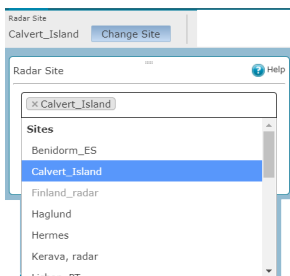 Radar Site
Calvert_Island Change Site
Radar Site Help
× Calvert_Island
Sites
Benidorm_ES
Calvert_Island
Finland_radar
Haglund
Hermes
Kerava, radar